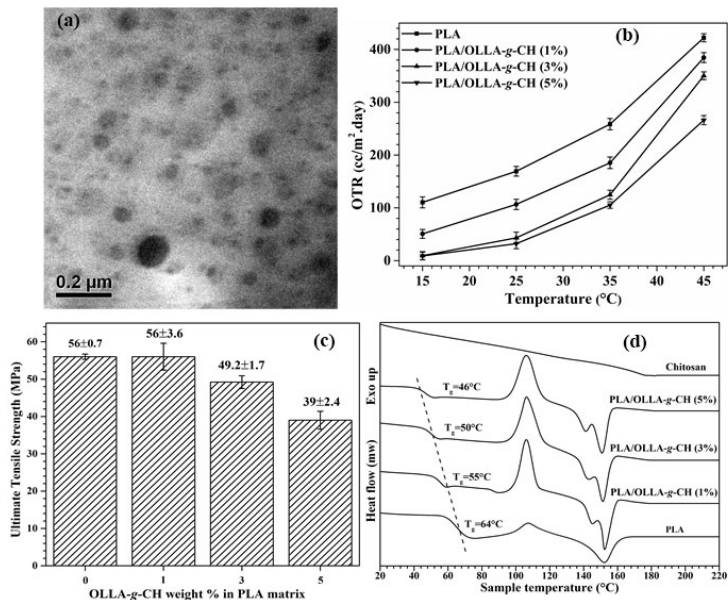 (a)
0.2 µm
(b)
PLA
PLA/OLLA-g-CH (1%)
PLA/OLLA-g-CH (3%)
PLA/OLLA-g-CH (5%)
OTR (cc/m².day)
400
300
200
100
0
15 20 25 30 35 40 45
Temperature (°C)
(c)
Ultimate Tensile Strength (MPa)
60
50
40
30
20
10
0
56±0.7
56±3.6
49.2±1.7
39±2.4
0 1 3 5
OLLA-g-CH weight % in PLA matrix
(d)
Heat flow (mw) Exo up
Chitosan
Tg=46°C
PLA/OLLA-g-CH (5%)
Tg=50°C
PLA/OLLA-g-CH (3%)
Tg=55°C
PLA/OLLA-g-CH (1%)
Tg=64°C
PLA
20 40 60 80 100 120 140 160 180 200 220
Sample temperature (°C)